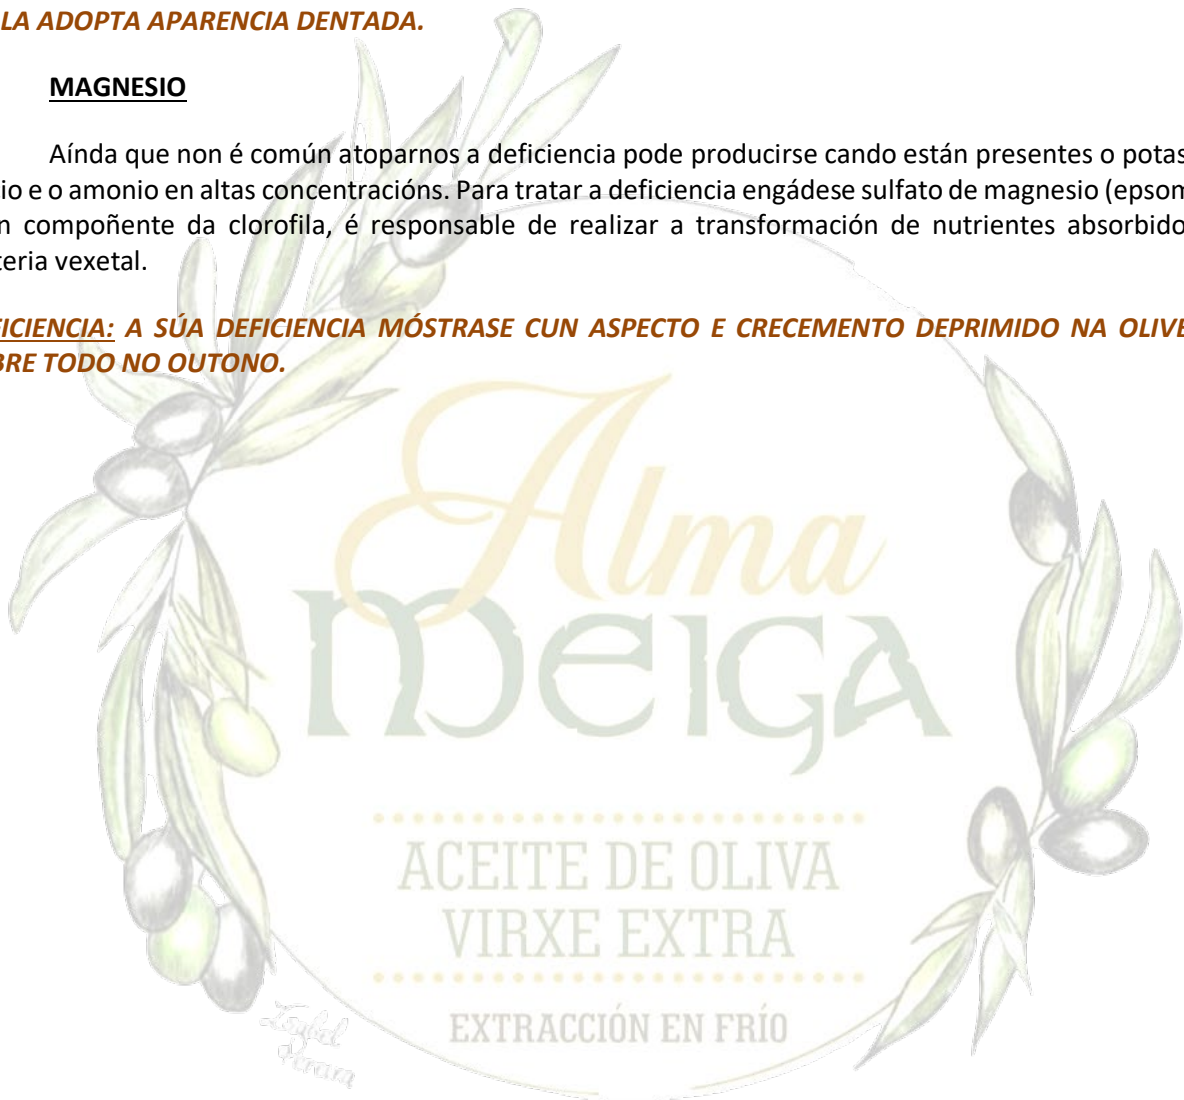 LA ADOPTA APARENCIA DENTADA.
MAGNESIO
Aínda que non é común atoparnos a deficiencia pode producirse cando están presentes o potas
io e o amonio en altas concentracións. Para tratar a deficiencia engádese sulfato de magnesio (epsom
n compoñente da clorofila, é responsable de realizar a transformación de nutrientes absorbido
teria vexetal.
FICIENCIA: A SÚA DEFICIENCIA MÓSTRASE CUN ASPECTO E CRECEMENTO DEPRIMIDO NA OLIVE
BRE TODO NO OUTONO.
Alma
MEIGA
ACEITE DE OLIVA
VIRXE EXTRA
EXTRACCIÓN EN FRÍO
Isabel